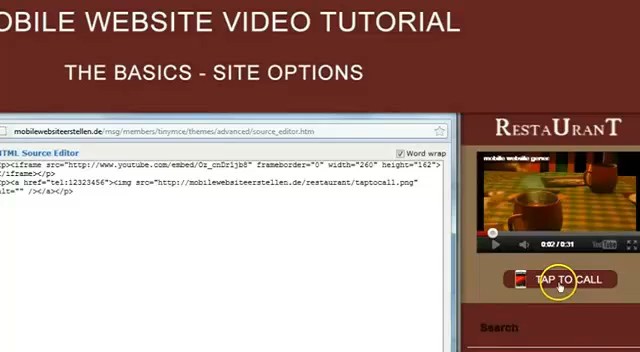 OBILE WEBSITE VIDEO TUTORIAL
THE BASICS - SITE OPTIONS
mobilewebsiteerstellen.de/msg/members/tinymce/themes/advanced/source_editor.htm
HTML Source Editor
Word wrap
p><iframe src="http://www.youtube.com/embed/Oz_cnDr1jb8" frameborder="0" width="260" height="162">
/iframe></p>
p><a href="tel:12323456"><img src="http://mobilewebsiteerstellen.de/restaurant/taptocall.png"
alt="" /></a></p>
RESTAURANT
mobile website gener
0:02 / 0:31
YouTube
TAP TO CALL
Search